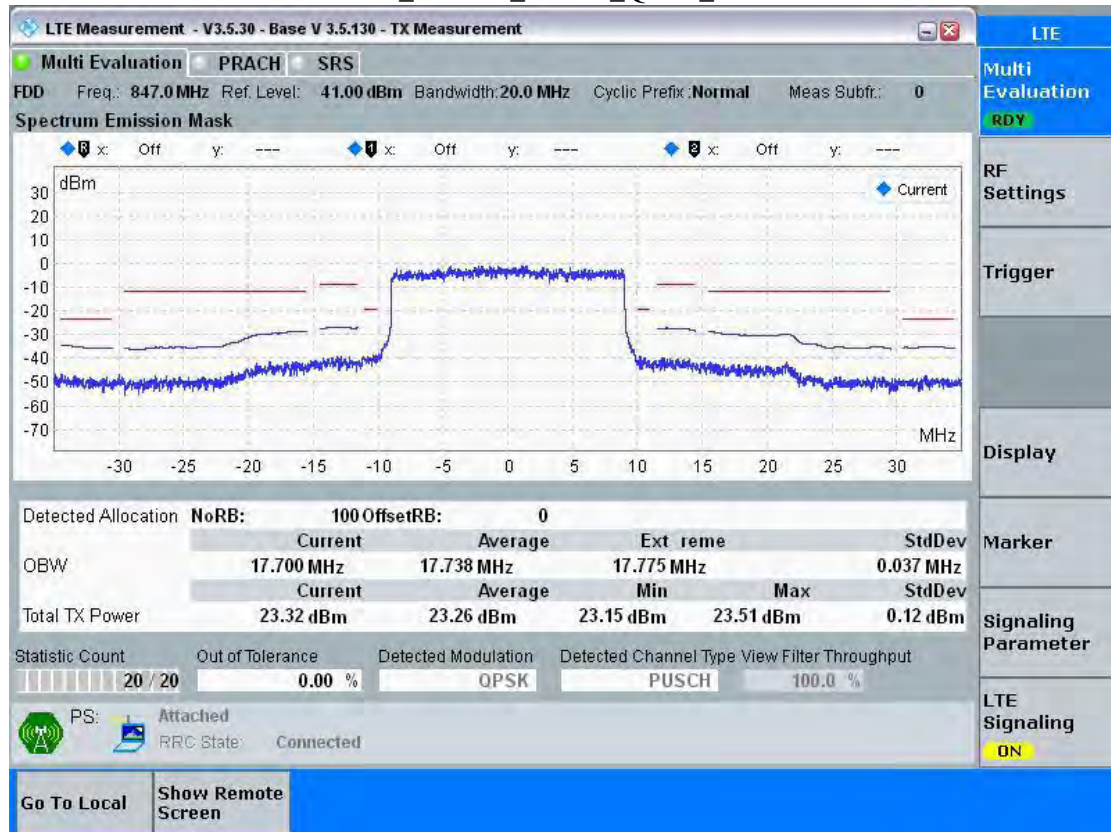 LTE Measurement - V3.5.30 - Base V 3.5.130 - TX Measurement
LTE
Multi Evaluation PRACH SRS
Multi
Evaluation
RDY
FDD Freq.: 847.0 MHz Ref. Level: 41.00 dBm Bandwidth: 20.0 MHz Cyclic Prefix : Normal Meas Subfr.: 0
Spectrum Emission Mask
R x: Off y: --- 1 x: Off y: --- 2 x: Off y: ---
RF
Settings
dBm
Current
30
20
10
0
-10
-20
-30
-40
-50
-60
-70
MHz
-30 -25 -20 -15 -10 -5 0 5 10 15 20 25 30
Trigger
Display
Detected Allocation NoRB: 100 OffsetRB: 0
Current Average Ext reme StdDev
OBW 17.700 MHz 17.738 MHz 17.775 MHz 0.037 MHz
Current Average Min Max StdDev
Total TX Power 23.32 dBm 23.26 dBm 23.15 dBm 23.51 dBm 0.12 dBm
Marker
Signaling
Parameter
Statistic Count Out of Tolerance Detected Modulation Detected Channel Type View Filter Throughput
20 / 20 0.00 % QPSK PUSCH 100.0 %
PS: Attached
RRC State: Connected
LTE
Signaling
ON
Go To Local
Show Remote
Screen